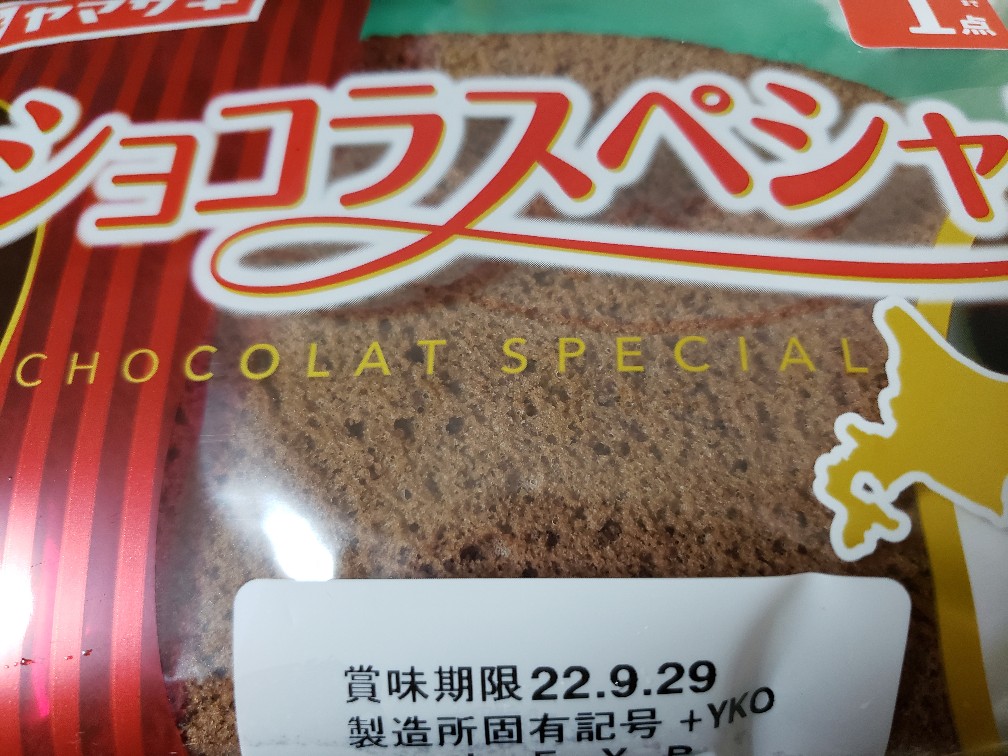 ヤマザキ
1点
ショコラスペシャ
CHOCOLAT SPECIAL
賞味期限22.9.29
製造所固有記号 +YKO